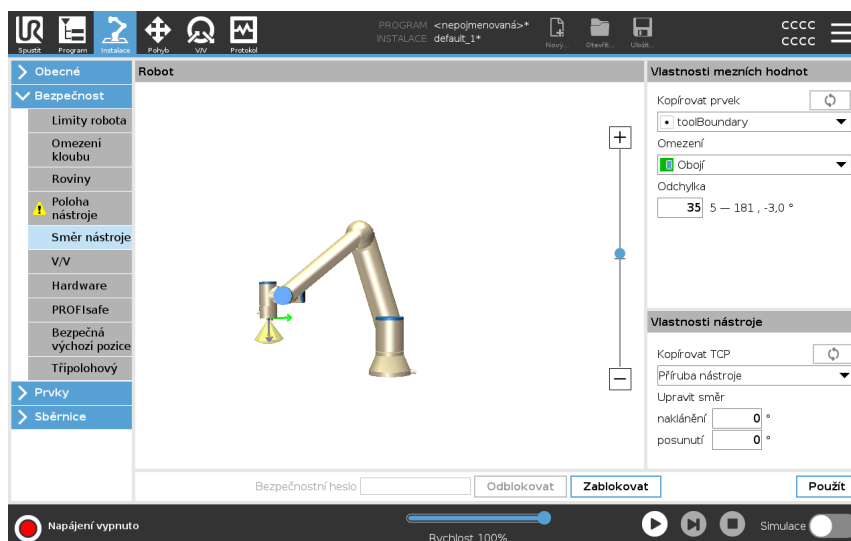 PROGRAM <nepojmenovaná>*
INSTALACE default_1*
Spustit
Program
Instalace
Pohyb
V/V
Protokol
Nový...
Otevřít...
Uložit...
CCCC
CCCC
Obecné
Bezpečnost
Limity robota
Omezení
kloubu
Roviny
Poloha
nástroje
Směr nástroje
V/V
Hardware
PROFIsafe
Bezpečná
výchozí pozice
Třípolohový
Prvky
Sběrnice
Robot
Vlastnosti mezních hodnot
Kopírovat prvek
toolBoundary
Omezení
Obojí
Odchylka
35 5 — 181 , -3,0 °
Vlastnosti nástroje
Kopírovat TCP
Příruba nástroje
Upravit směr
naklánění 0 °
posunutí 0 °
Bezpečnostní heslo
Odblokovat
Zablokovat
Použít
Napájení vypnuto
Rychlost 100%
Simulace